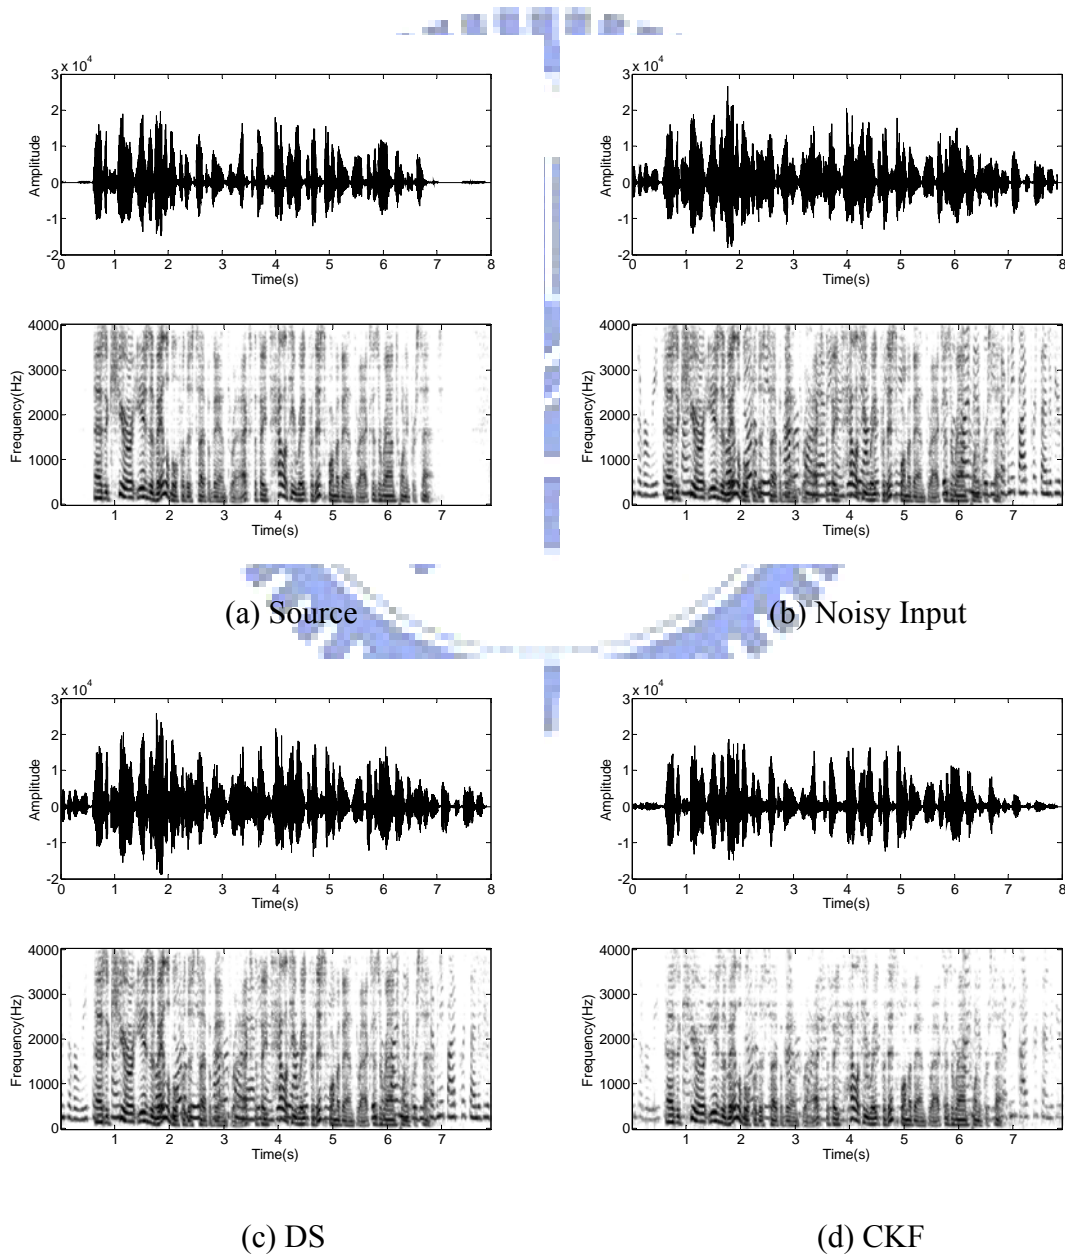 x 10^4
3
2
1
0
-1
-2
Amplitude
0 1 2 3 4 5 6 7 8
Time(s)
x 10^4
3
2
1
0
-1
-2
Amplitude
0 1 2 3 4 5 6 7 8
Time(s)
4000
3000
2000
1000
0
Frequency(Hz)
1 2 3 4 5 6 7
Time(s)
4000
3000
2000
1000
0
Frequency(Hz)
1 2 3 4 5 6 7
Time(s)
(a) Source
(b) Noisy Input
x 10^4
3
2
1
0
-1
-2
Amplitude
0 1 2 3 4 5 6 7 8
Time(s)
x 10^4
3
2
1
0
-1
-2
Amplitude
0 1 2 3 4 5 6 7 8
Time(s)
4000
3000
2000
1000
0
Frequency(Hz)
1 2 3 4 5 6 7
Time(s)
4000
3000
2000
1000
0
Frequency(Hz)
1 2 3 4 5 6 7
Time(s)
(c) DS
(d) CKF